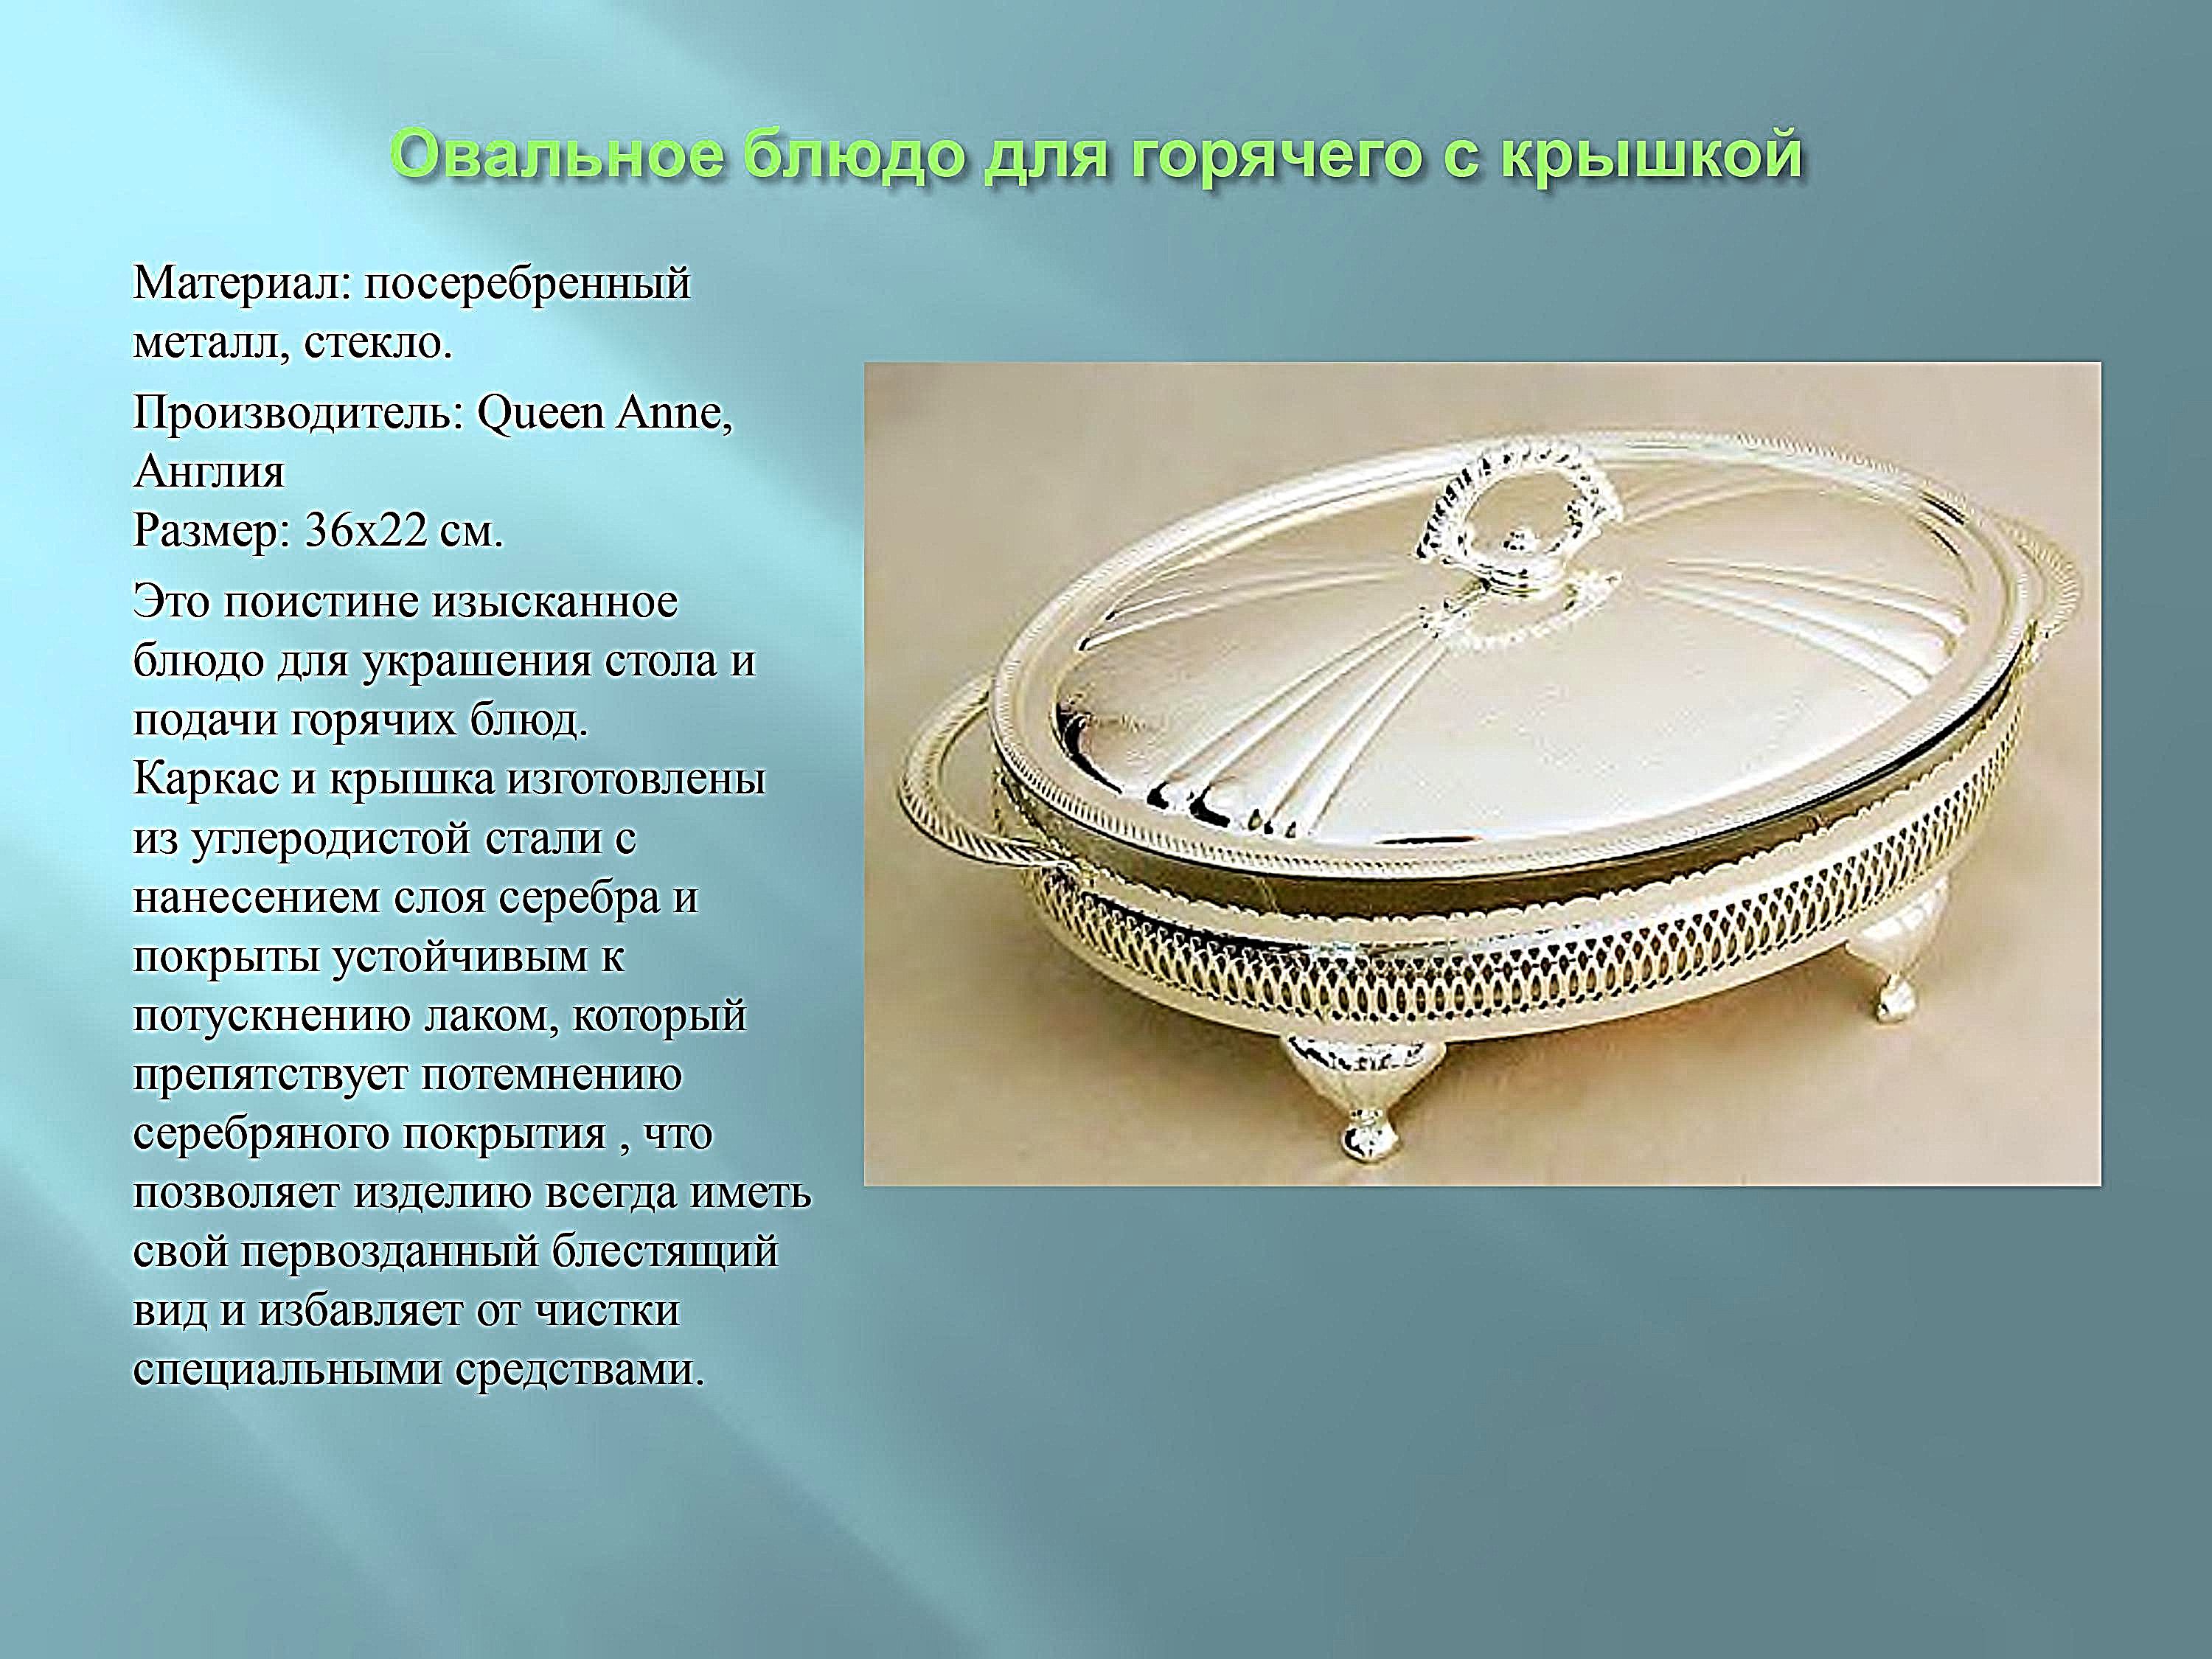 Овальное блюдо для горячего с крышкой
Материал: посеребренный
металл, стекло.
Производитель: Queen Anne,
Англия
Размер: 36х22 см.
Это поистине изысканное
блюдо для украшения стола и
подачи горячих блюд.
Каркас и крышка изготовлены
из углеродистой стали с
нанесением слоя серебра и
покрыты устойчивым к
потускнению лаком, который
препятствует потемнению
серебряного покрытия , что
позволяет изделию всегда иметь
свой первозданный блестящий
вид и избавляет от чистки
специальными средствами.